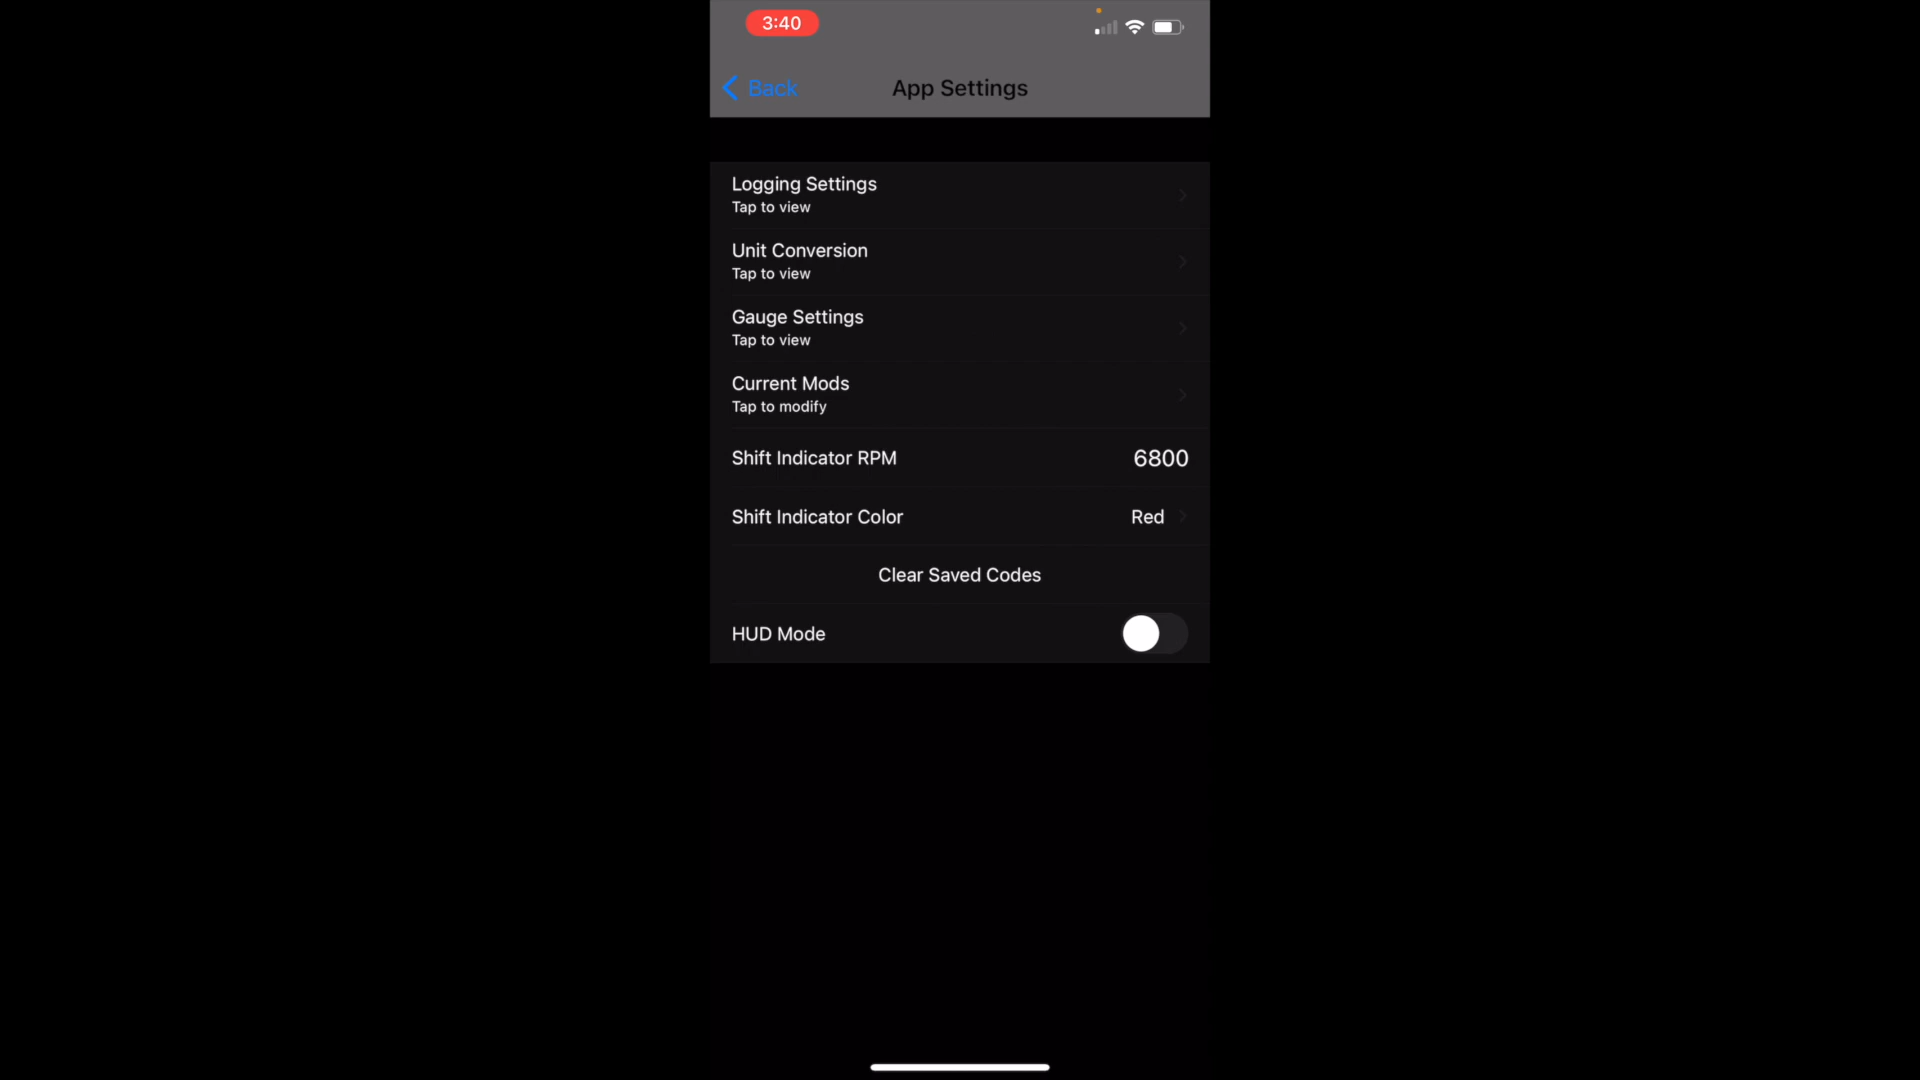 3:40
Back
App Settings
Logging Settings
Tap to view
Unit Conversion
Tap to view
Gauge Settings
Tap to view
Current Mods
Tap to modify
Shift Indicator RPM 6800
Shift Indicator Color Red
Clear Saved Codes
HUD Mode